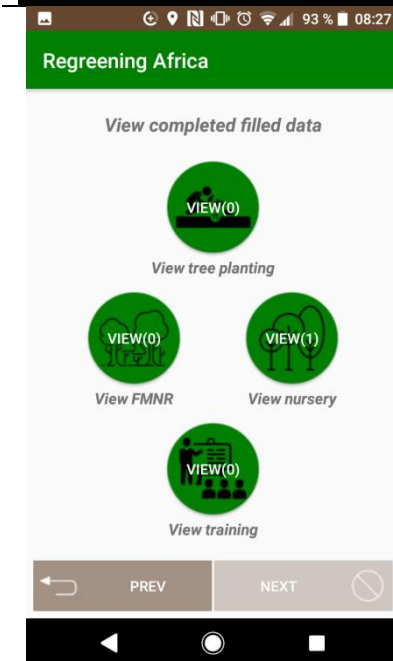 93 % 08:27
Regreening Africa
View completed filled data
VIEW(0)
View tree planting
VIEW(0) VIEW(1)
View FMNR View nursery
VIEW(0)
View training
PREV NEXT